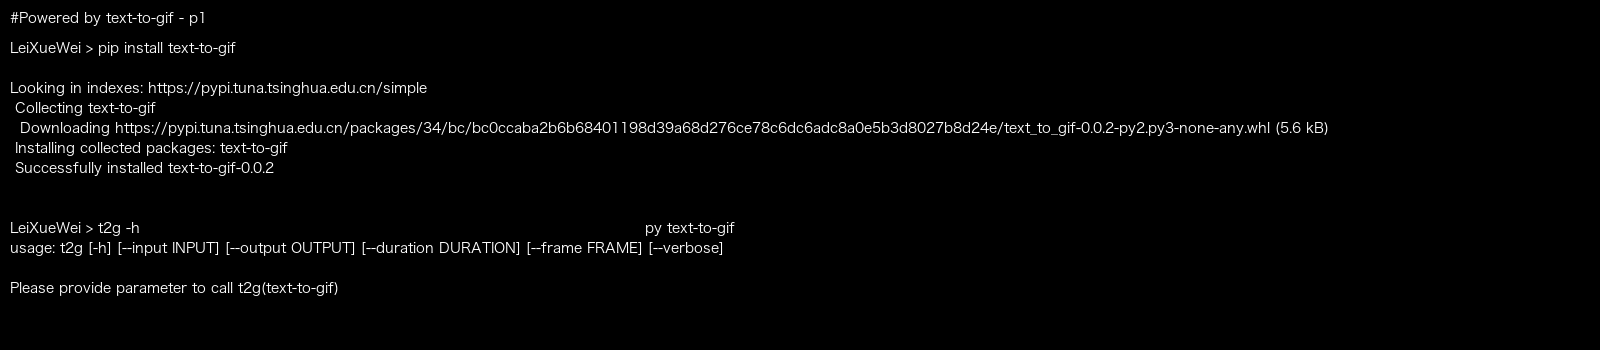 #Powered by text-to-gif - p1
LeiXueWei > pip install text-to-gif
Looking in indexes: https://pypi.tuna.tsinghua.edu.cn/simple
Collecting text-to-gif
Downloading https://pypi.tuna.tsinghua.edu.cn/packages/34/bc/bc0ccaba2b6b68401198d39a68d276ce78c6dc6adc8a0e5b3d8027b8d24e/text_to_gif-0.0.2-py2.py3-none-any.whl (5.6 kB)
Installing collected packages: text-to-gif
Successfully installed text-to-gif-0.0.2
LeiXueWei > t2g -h py text-to-gif
usage: t2g [-h] [--input INPUT] [--output OUTPUT] [--duration DURATION] [--frame FRAME] [--verbose]
Please provide parameter to call t2g(text-to-gif)